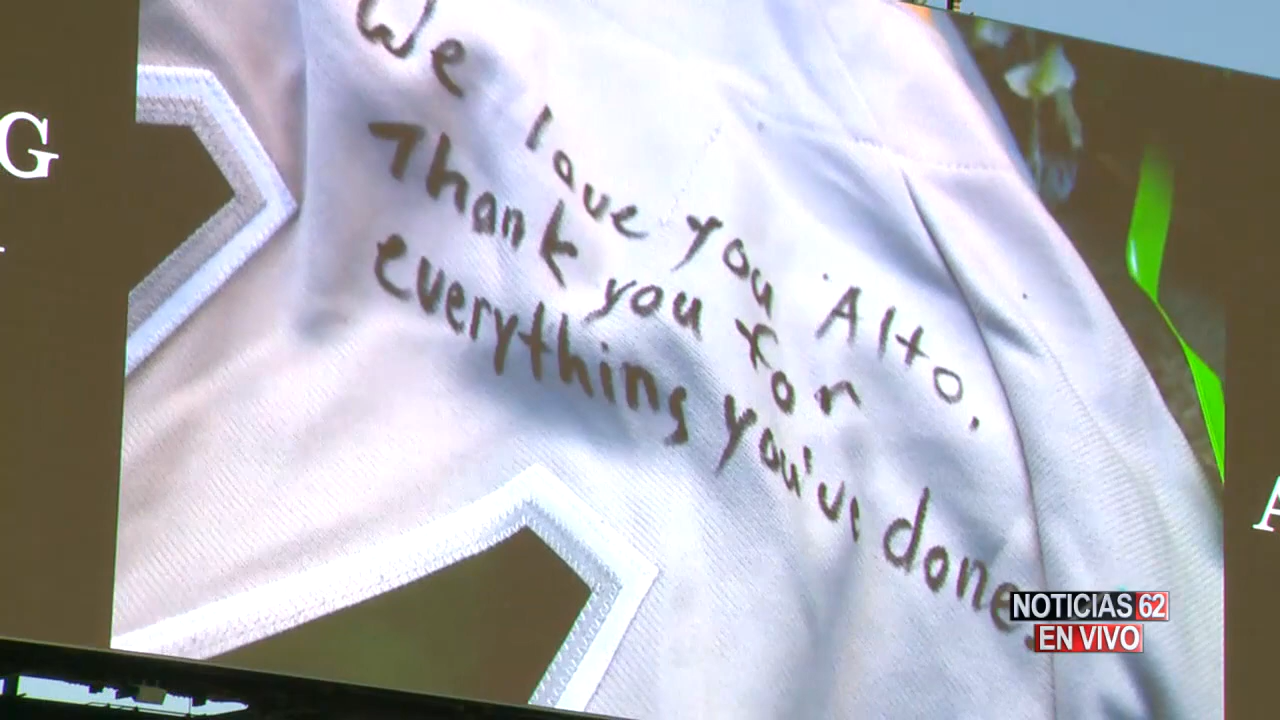 G
We love you Alto.
Thank you for
everything you've done.
A
NOTICIAS 62
EN VIVO